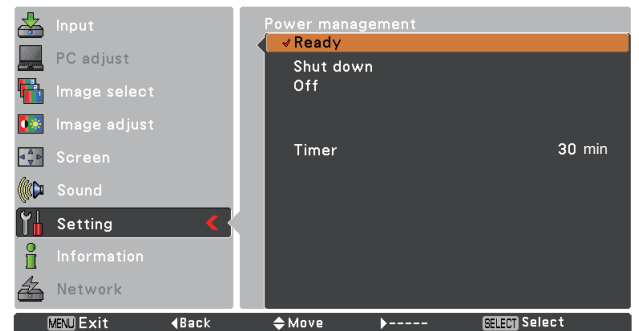 Input
PC adjust
Image select
Image adjust
Screen
Sound
Setting
Information
Network
Power management
✔Ready
Shut down
Off
Timer 30 min
MENU Exit ◀Back ⬍Move ▶----- SELECT Select